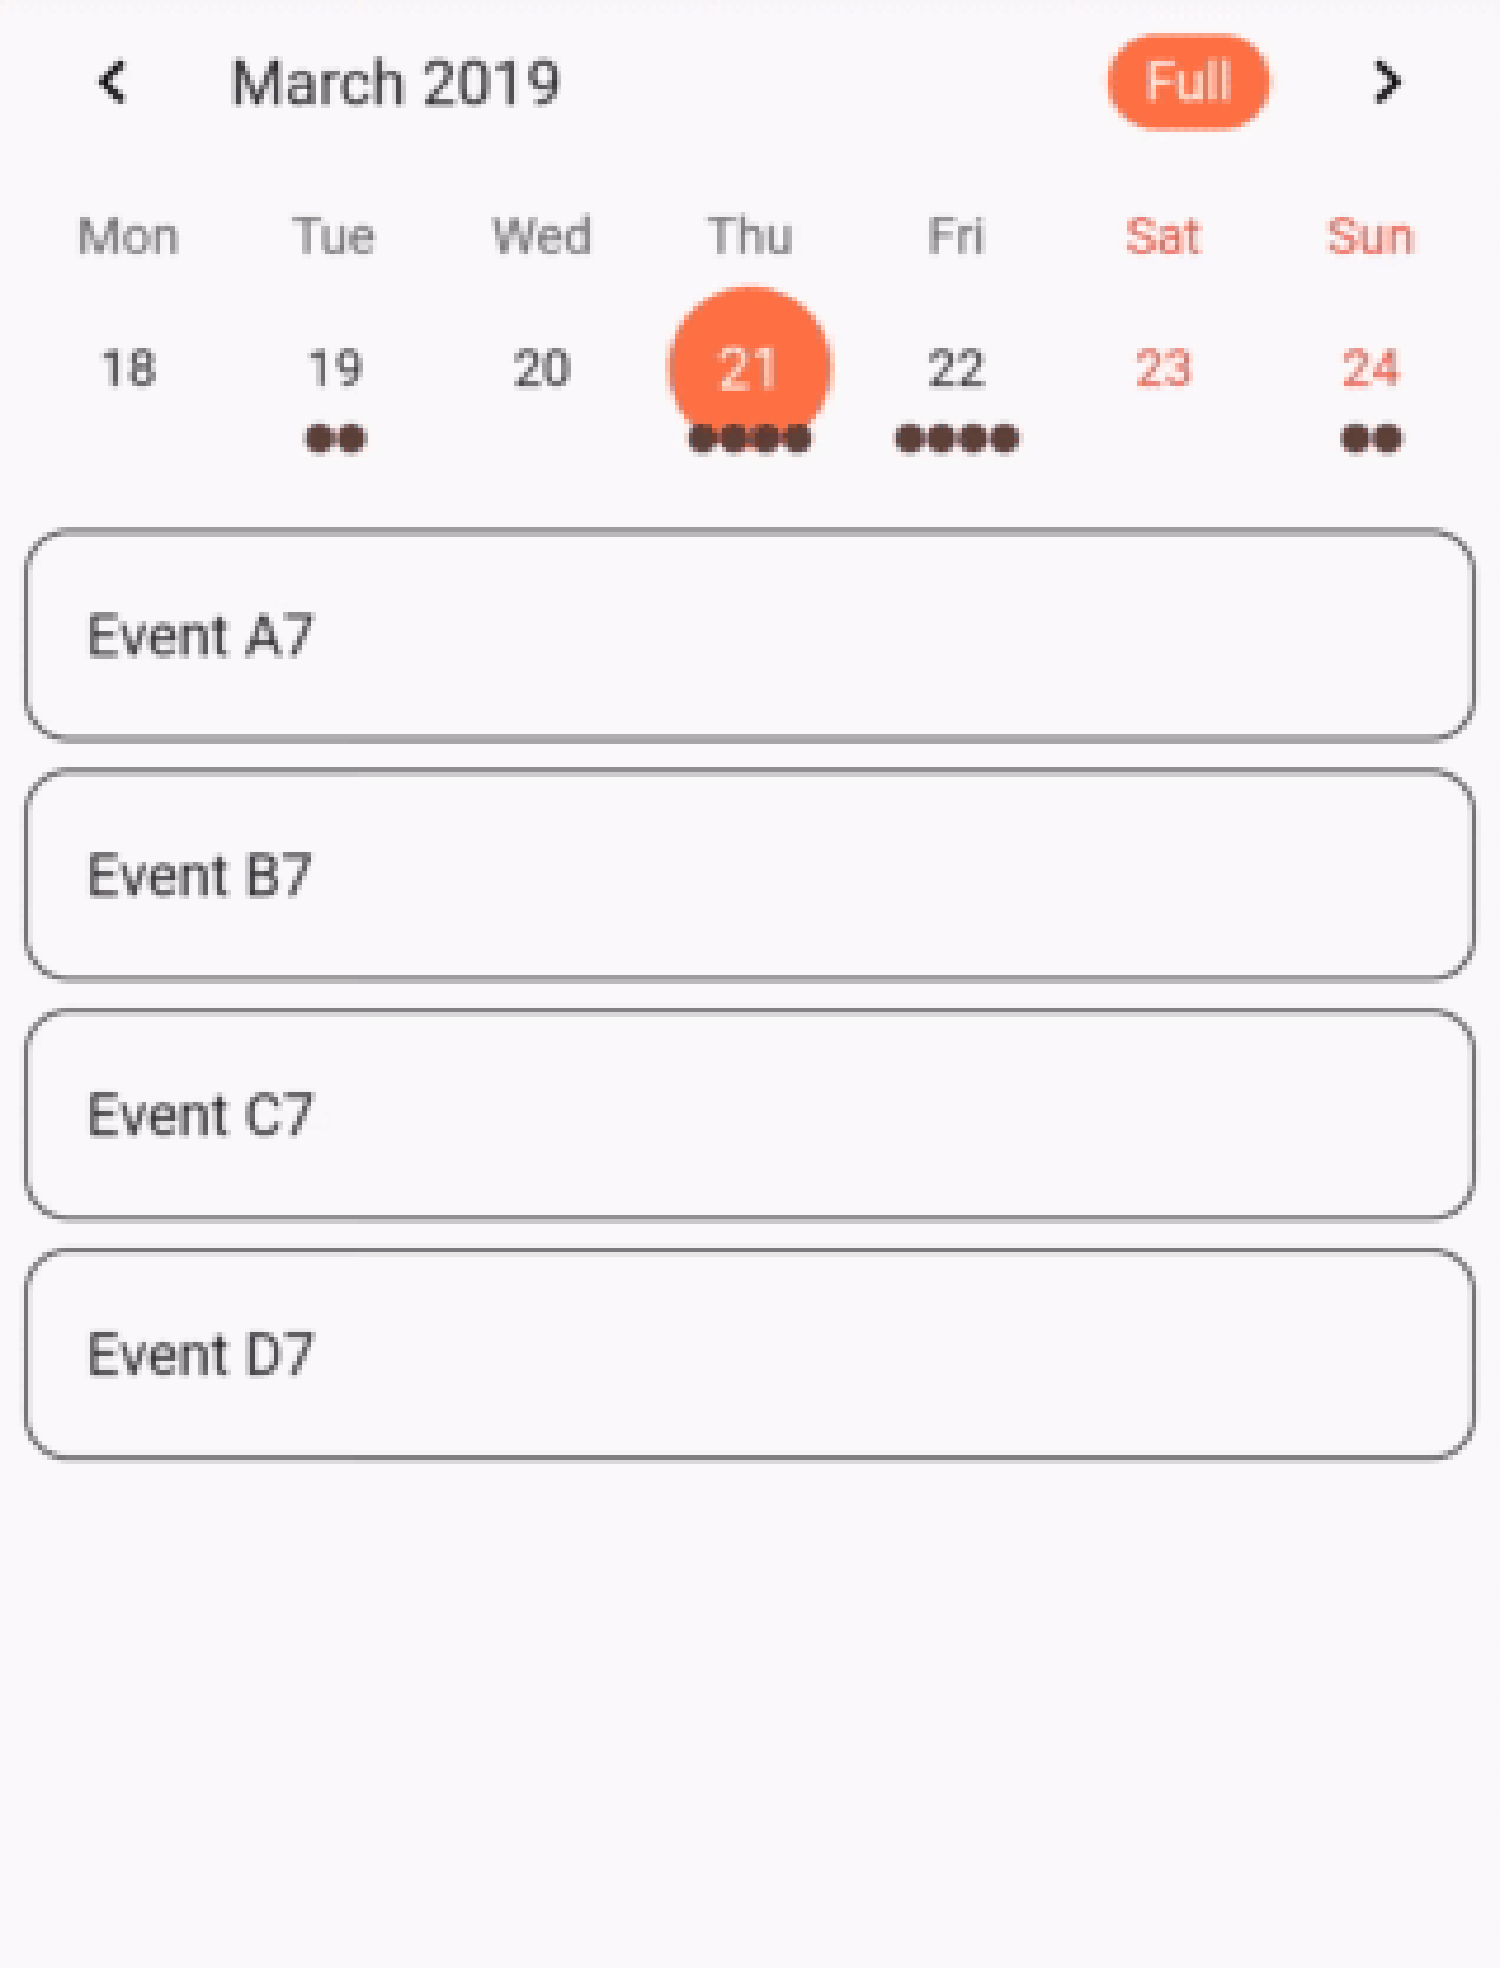 March 2019 Full
Mon Tue Wed Thu Fri Sat Sun
18 19 20 21 22 23 24
Event A7
Event B7
Event C7
Event D7